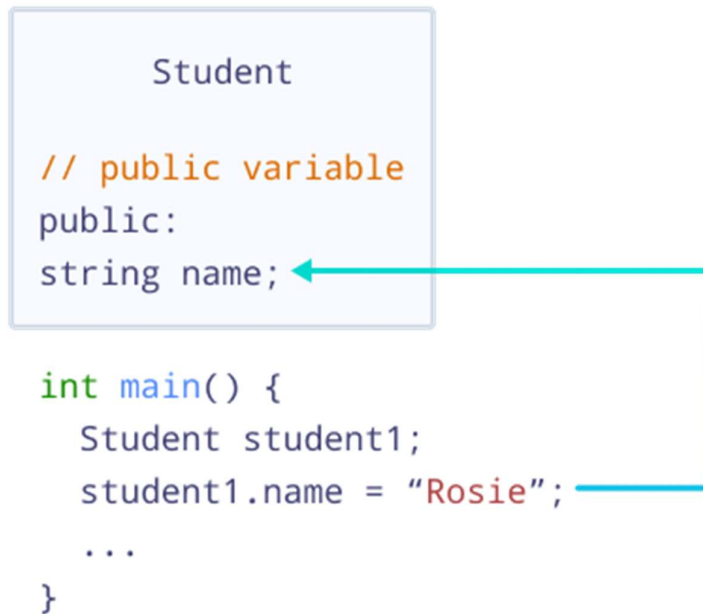 Student
// public variable
public:
string name;
int main() {
Student student1;
student1.name = “Rosie”;
...
}